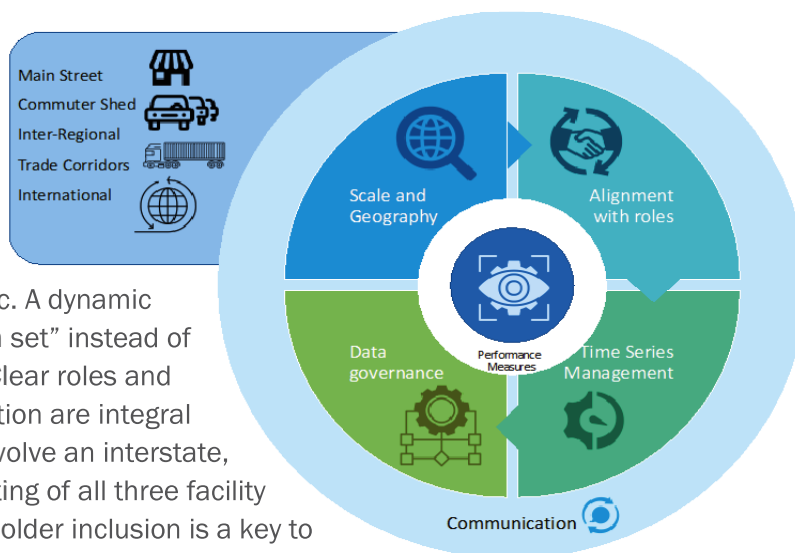 Main Street
Commuter Shed
Inter-Regional
Trade Corridors
International
Scale and
Geography
Alignment
with roles
Data
governance
Performance
Measures
Time Series
Management
Communication
c. A dynamic
set” instead of
Clear roles and
tion are integral
volve an interstate,
ting of all three facility
older inclusion is a key to